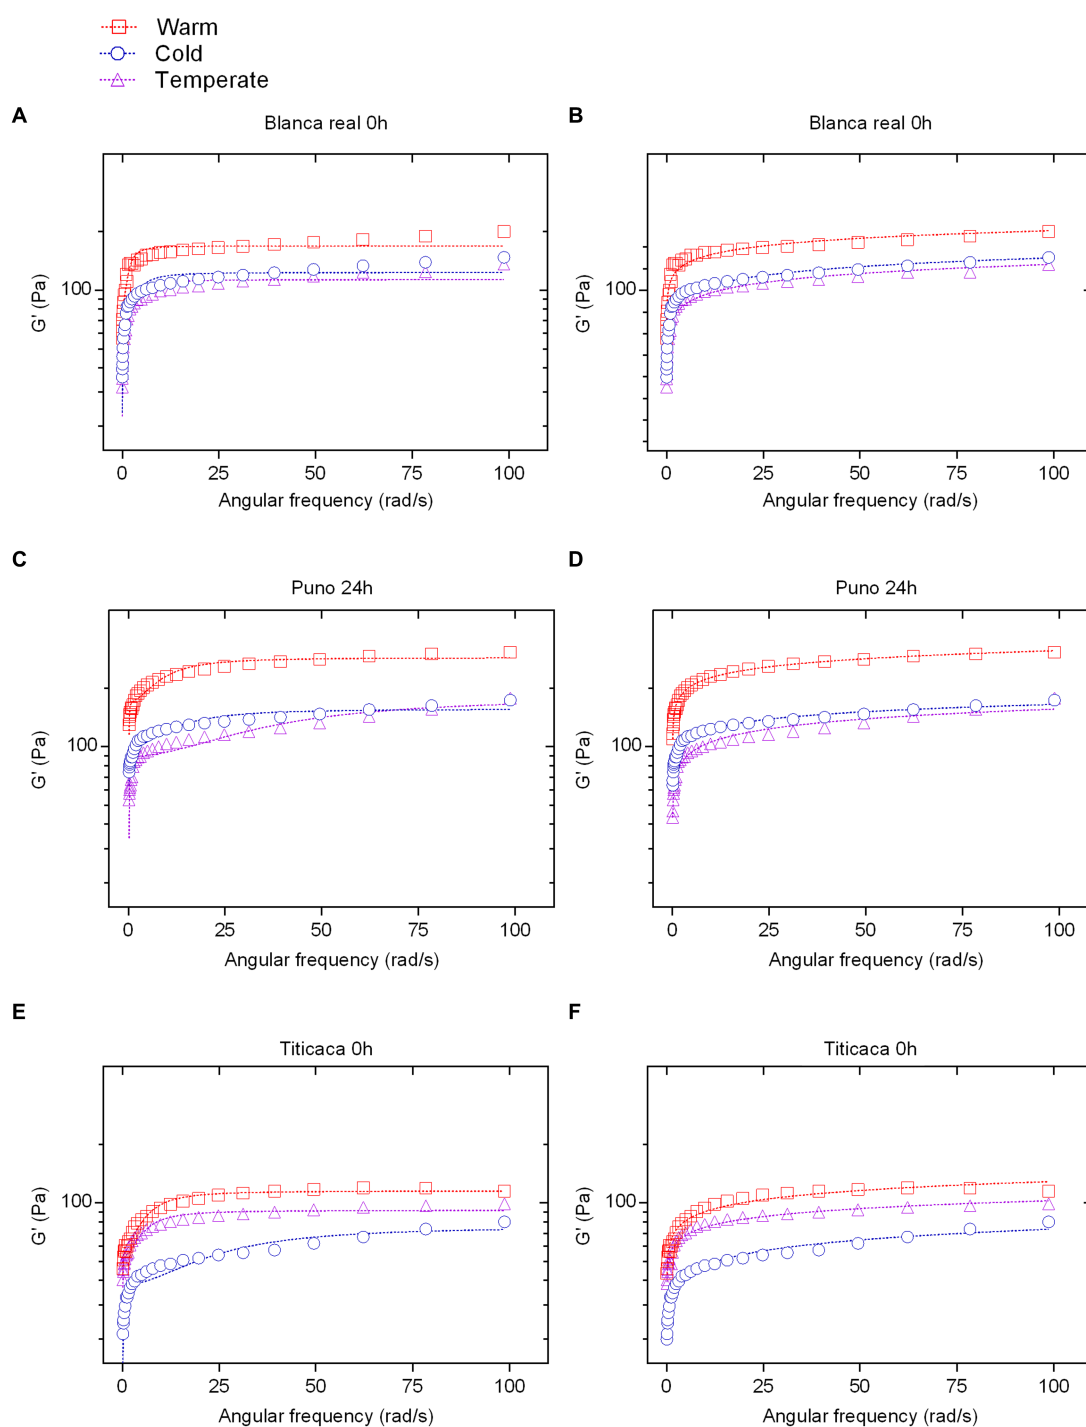 Warm
Cold
Temperate
A
Blanca real 0h
G' (Pa)
100
0 25 50 75 100
Angular frequency (rad/s)
B
Blanca real 0h
G' (Pa)
100
0 25 50 75 100
Angular frequency (rad/s)
C
Puno 24h
G' (Pa)
100
0 25 50 75 100
Angular frequency (rad/s)
D
Puno 24h
G' (Pa)
100
0 25 50 75 100
Angular frequency (rad/s)
E
Titicaca 0h
G' (Pa)
100
0 25 50 75 100
Angular frequency (rad/s)
F
Titicaca 0h
G' (Pa)
100
0 25 50 75 100
Angular frequency (rad/s)